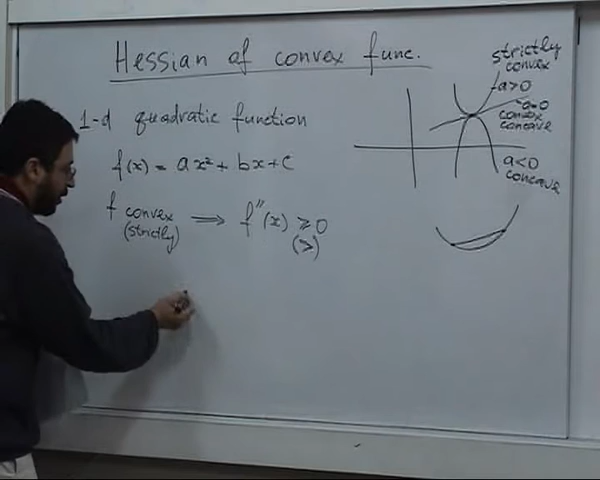 Hessian of convex func.
1-d quadratic function
f(x) = ax² + bx + c
f convex ⟹ f″(x) ⩾ 0
(strictly) (>)
strictly
convex
a>0
a=0
convex
concave
a<0
concave